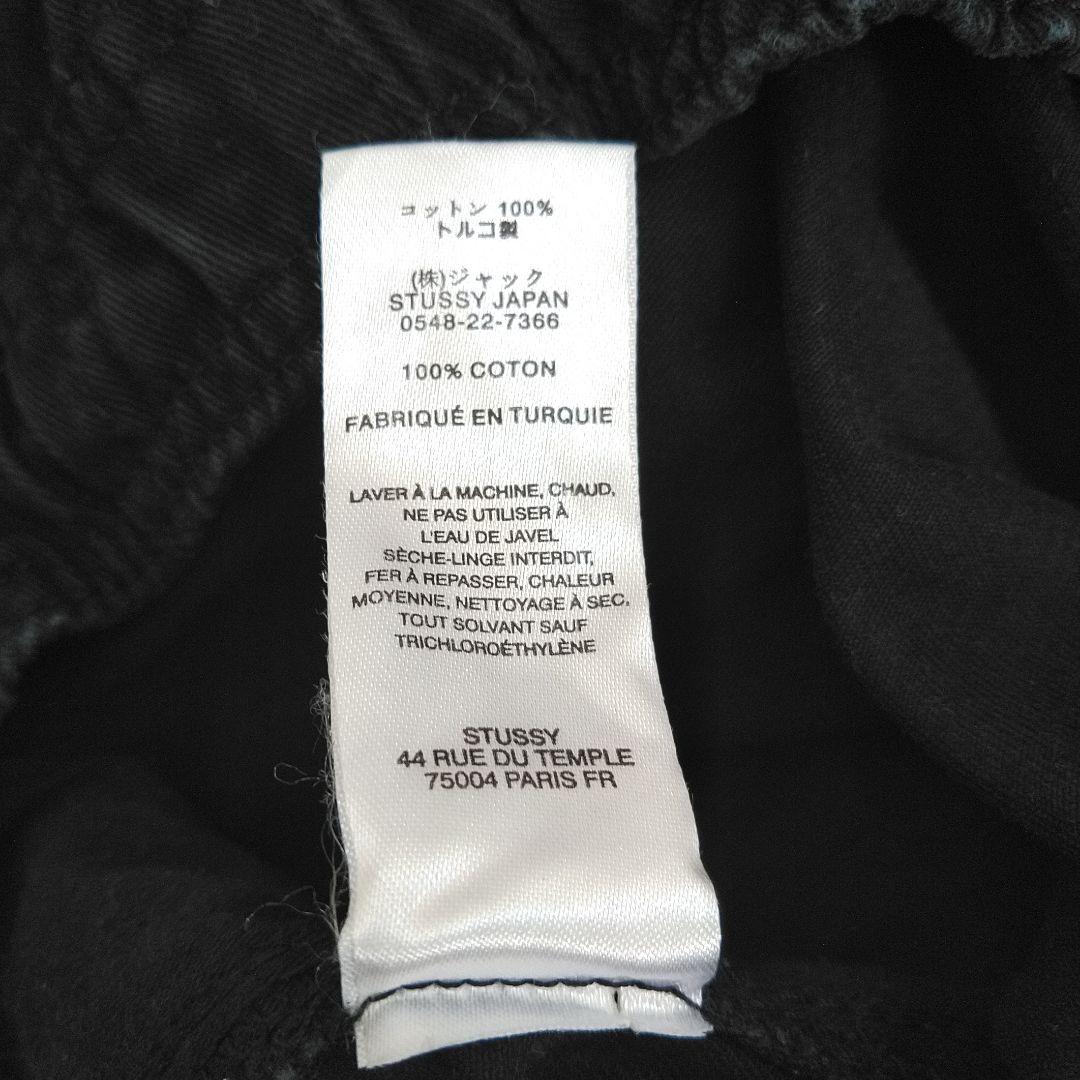 コットン 100%
トルコ製
(株)ジャック
STUSSY JAPAN
0548-22-7366
100% COTON
FABRIQUÉ EN TURQUIE
LAVER À LA MACHINE, CHAUD,
NE PAS UTILISER À
L'EAU DE JAVEL
SÈCHE-LINGE INTERDIT,
FER À REPASSER, CHALEUR
MOYENNE, NETTOYAGE À SEC,
TOUT SOLVANT SAUF
TRICHLOROÉTHYLÈNE
STUSSY
44 RUE DU TEMPLE
75004 PARIS FR